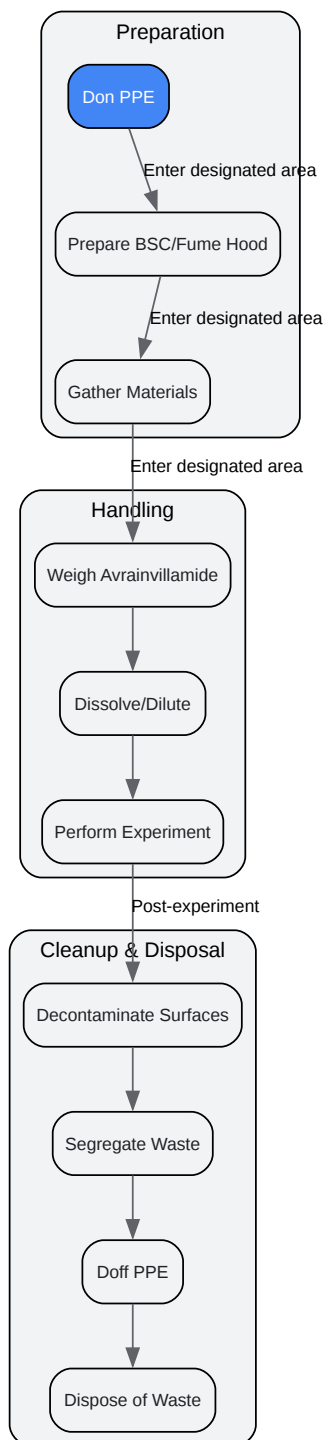 Preparation
Don PPE
Enter designated area
Prepare BSC/Fume Hood
Enter designated area
Gather Materials
Enter designated area
Handling
Weigh Avrainvillamide
Dissolve/Dilute
Perform Experiment
Post-experiment
Cleanup & Disposal
Decontaminate Surfaces
Segregate Waste
Doff PPE
Dispose of Waste